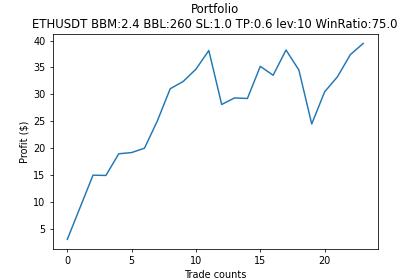 Portfolio
ETHUSDT BBM:2.4 BBL:260 SL:1.0 TP:0.6 lev:10 WinRatio:75.0
40
35
30
25
20
15
10
5
Profit ($)
0 5 10 15 20
Trade counts